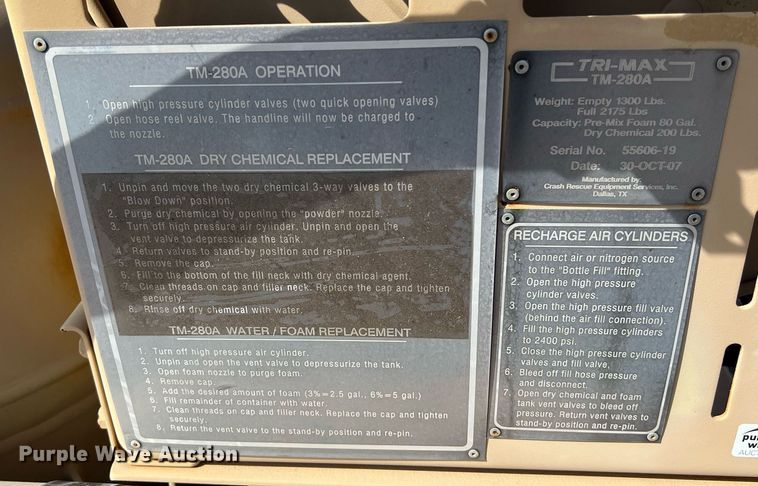 TM-280A OPERATION
1. Open high pressure cylinder valves (two quick opening valves)
2. Open hose reel valve. The handline will now be charged to
the nozzle.
TM-280A DRY CHEMICAL REPLACEMENT
1. Unpin and move the two dry chemical 3-way valves to the
"Blow Down" position.
2. Purge dry chemical by opening the "powder" nozzle.
3. Turn off high pressure air cylinder. Unpin and open the
vent valve to depressurize the tank.
4. Return valves to stand-by position and re-pin.
5. Remove the cap.
6. Fill to the bottom of the fill neck with dry chemical agent.
7. Clean threads on cap and filler neck. Replace the cap and tighten
securely.
8. Rinse off dry chemical with water.
TM-280A WATER / FOAM REPLACEMENT
1. Turn off high pressure air cylinder.
2. Unpin and open the vent valve to depressurize the tank.
3. Open foam nozzle to purge foam.
4. Remove cap.
5. Add the desired amount of foam (3%=2.5 gal., 6%=5 gal.)
6. Fill remainder of container with water.
7. Clean threads on cap and filler neck. Replace the cap and tighten
securely.
8. Return the vent valve to the stand-by position and re-pin.
TRI-MAX
TM-280A
Weight: Empty 1300 Lbs.
Full 2175 Lbs
Capacity: Pre-Mix Foam 80 Gal.
Dry Chemical 200 Lbs.
Serial No. 55606-19
Date: 30-OCT-07
Manufactured by:
Crash Rescue Equipment Services, Inc.
Dallas, TX
RECHARGE AIR CYLINDERS
1. Connect air or nitrogen source
to the "Bottle Fill" fitting.
2. Open the high pressure
cylinder valves.
3. Open the high pressure fill valve
(behind the air fill connection).
4. Fill the high pressure cylinders
to 2400 psi.
5. Close the high pressure cylinder
valves and fill valve.
6. Bleed off fill hose pressure
and disconnect.
7. Open dry chemical and foam
tank vent valves to bleed off
pressure. Return vent valves to
stand-by position and re-pin.
Purple Wave Auction